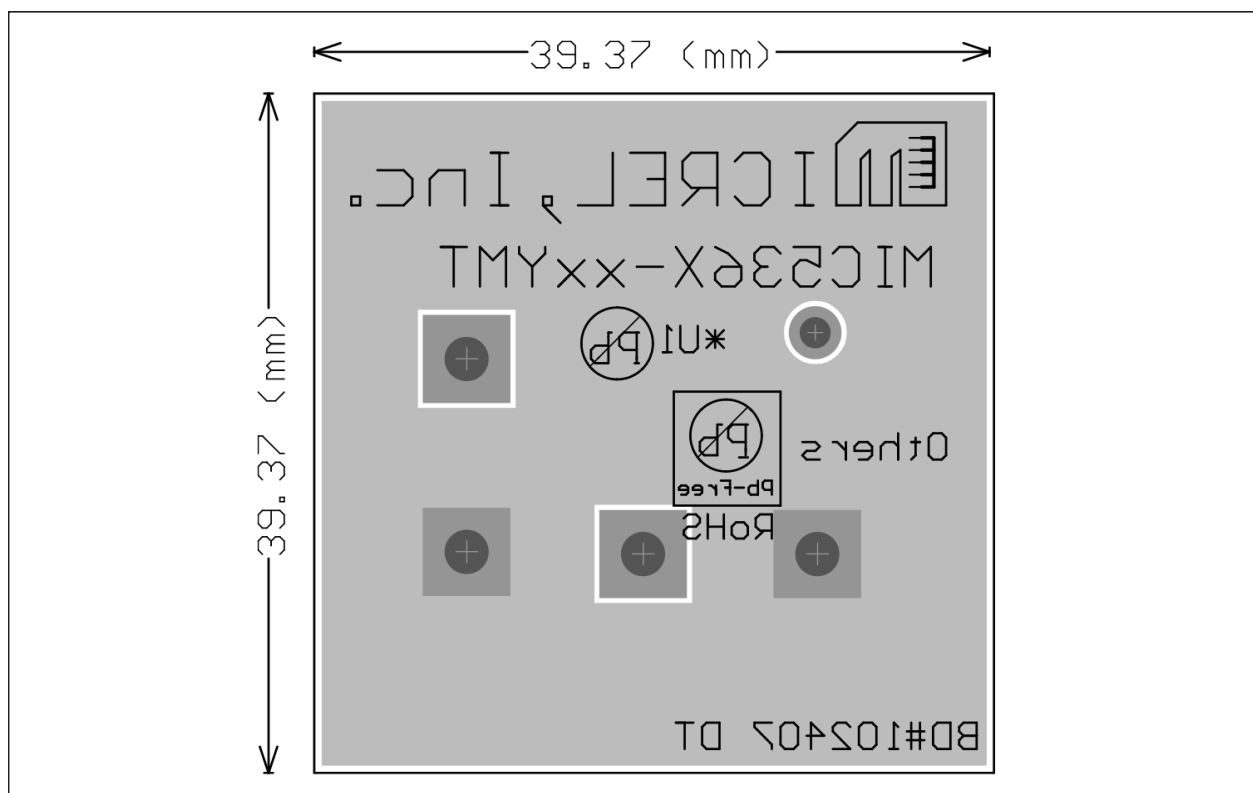 39.37 (mm)
39.37 (mm)
MICREL, Inc.
MIC536X-xxYMT
Pb *U1
Pb
Others
Pb-Free
RoHS
BD#102407 DT